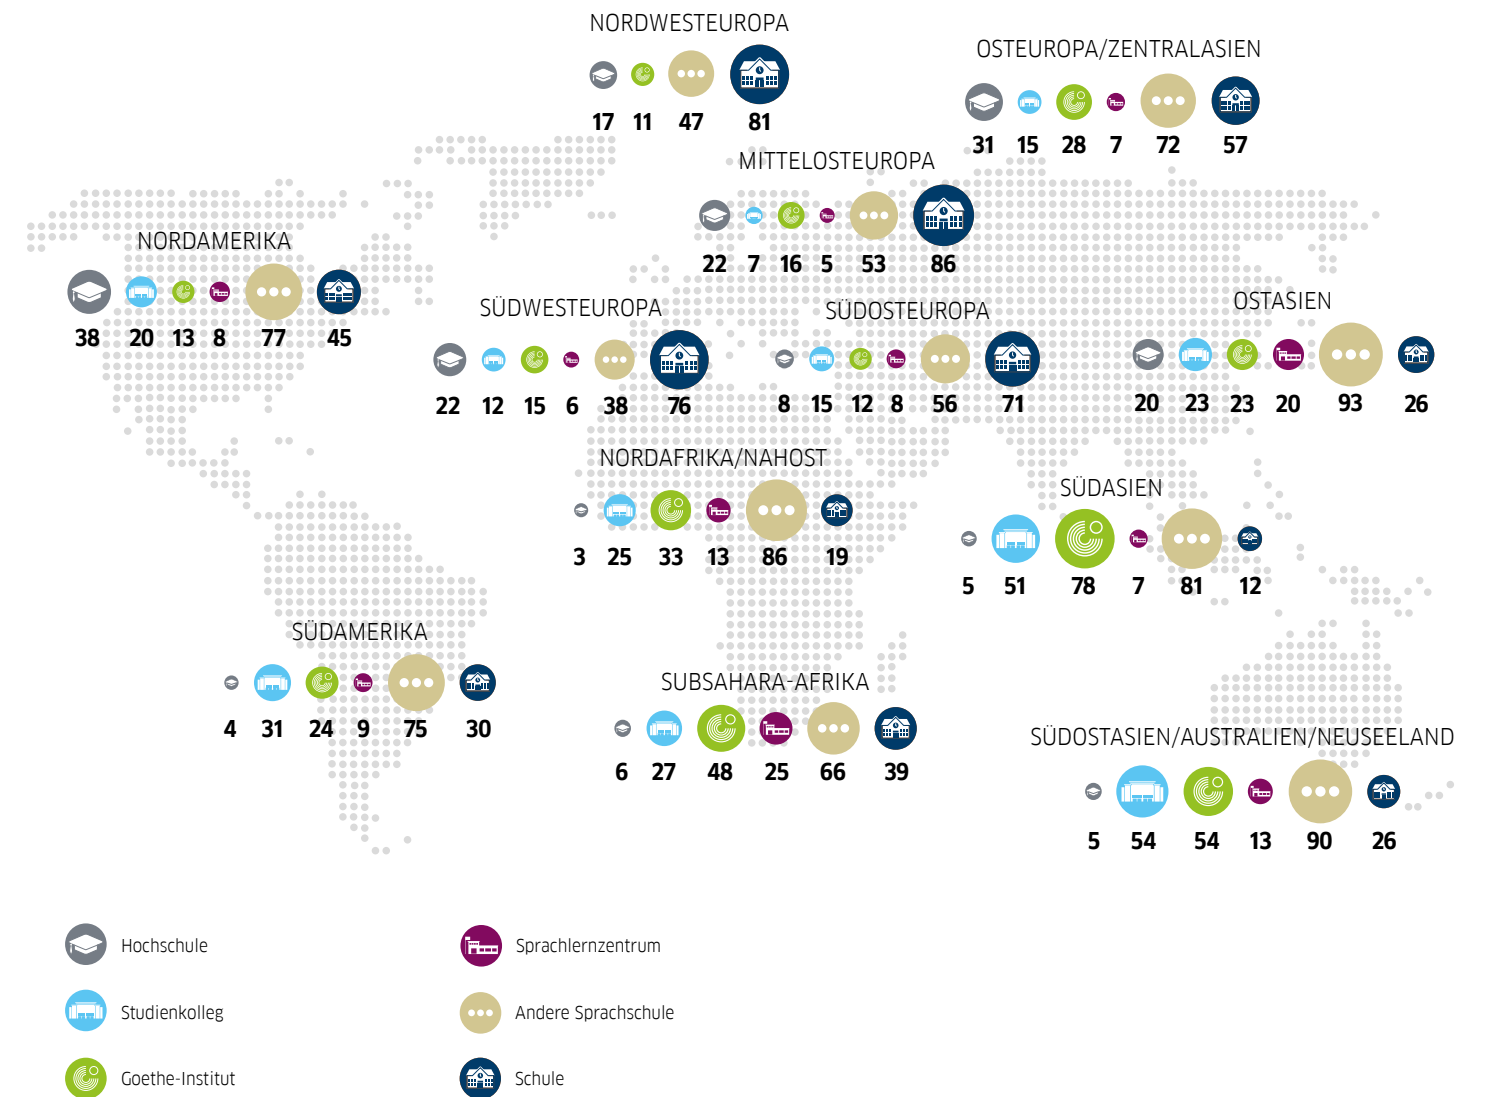 NORDWESTEUROPA
17 11 47 81
OSTEUROPA/ZENTRALASIEN
31 15 28 7 72 57
MITTELOSTEUROPA
22 7 16 5 53 86
NORDAMERIKA
38 20 13 8 77 45
SÜDWESTEUROPA
22 12 15 6 38 76
SÜDOSTEUROPA
8 15 12 8 56 71
OSTASIEN
20 23 23 20 93 26
NORDAFRIKA/NAHOST
3 25 33 13 86 19
SÜDASIEN
5 51 78 7 81 12
SÜDAMERIKA
4 31 24 9 75 30
SUBSAHARA-AFRIKA
6 27 48 25 66 39
SÜDOSTASIEN/AUSTRALIEN/NEUSEELAND
5 54 54 13 90 26
Hochschule
Studienkolleg
Goethe-Institut
Sprachlernzentrum
Andere Sprachschule
Schule